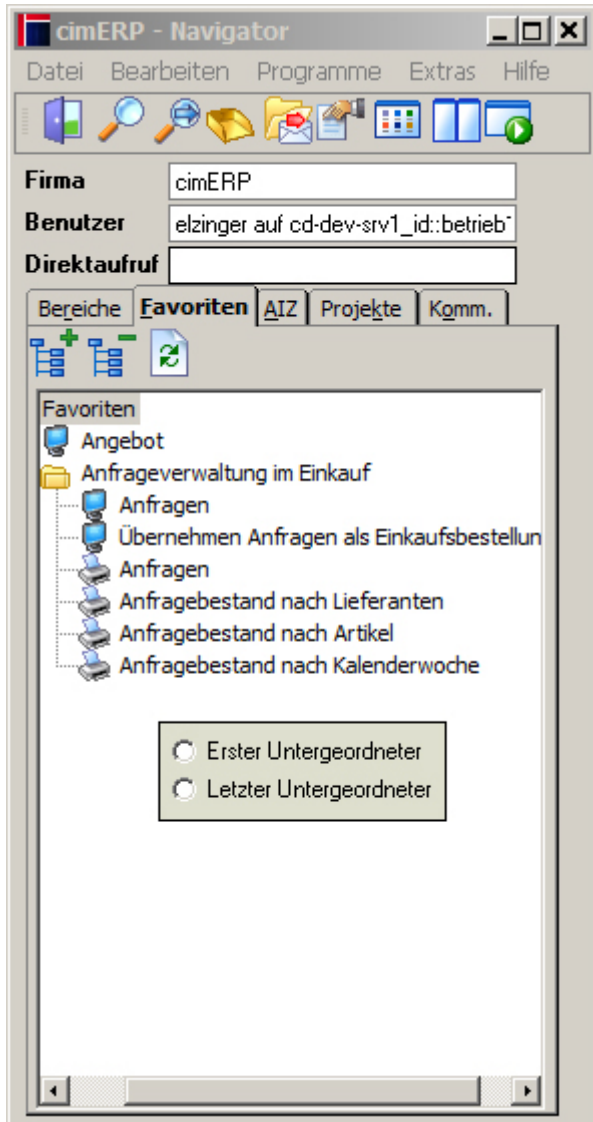 cimERP - Navigator
Datei Bearbeiten Programme Extras Hilfe
Firma cimERP
Benutzer elzinger auf cd-dev-srv1_id::betrieb
Direktaufruf
Bereiche Favoriten AIZ Projekte Komm.
Favoriten
Angebot
Anfrageverwaltung im Einkauf
Anfragen
Übernehmen Anfragen als Einkaufsbestellun
Anfragen
Anfragebestand nach Lieferanten
Anfragebestand nach Artikel
Anfragebestand nach Kalenderwoche
Erster Untergeordneter
Letzter Untergeordneter